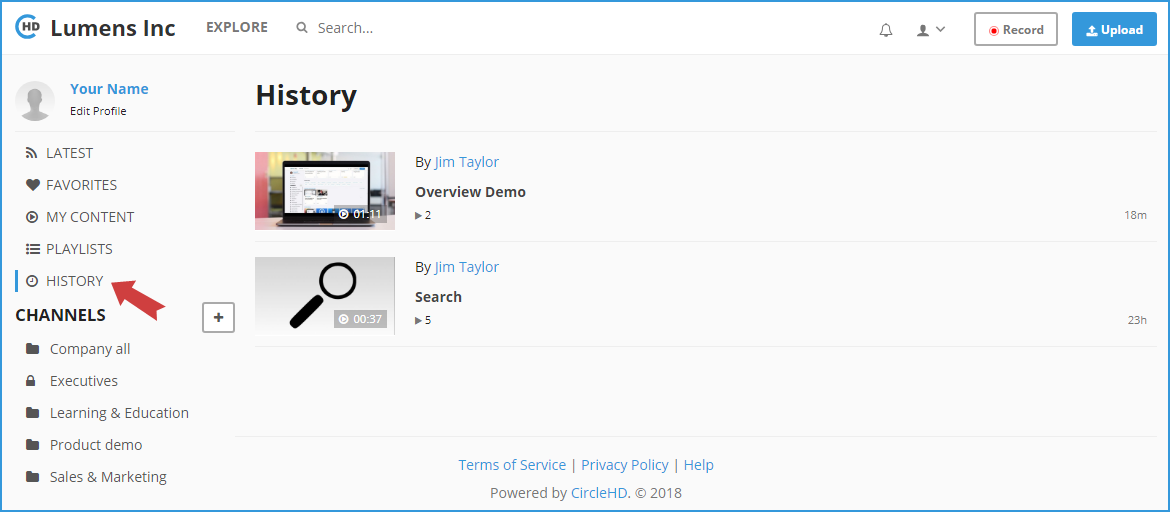 HD Lumens Inc EXPLORE Search... Record Upload
Your Name
Edit Profile
LATEST
FAVORITES
MY CONTENT
PLAYLISTS
HISTORY
CHANNELS +
Company all
Executives
Learning & Education
Product demo
Sales & Marketing
History
By Jim Taylor
Overview Demo
01:11
2 18m
By Jim Taylor
Search
00:37
5 23h
Terms of Service | Privacy Policy | Help
Powered by CircleHD. © 2018